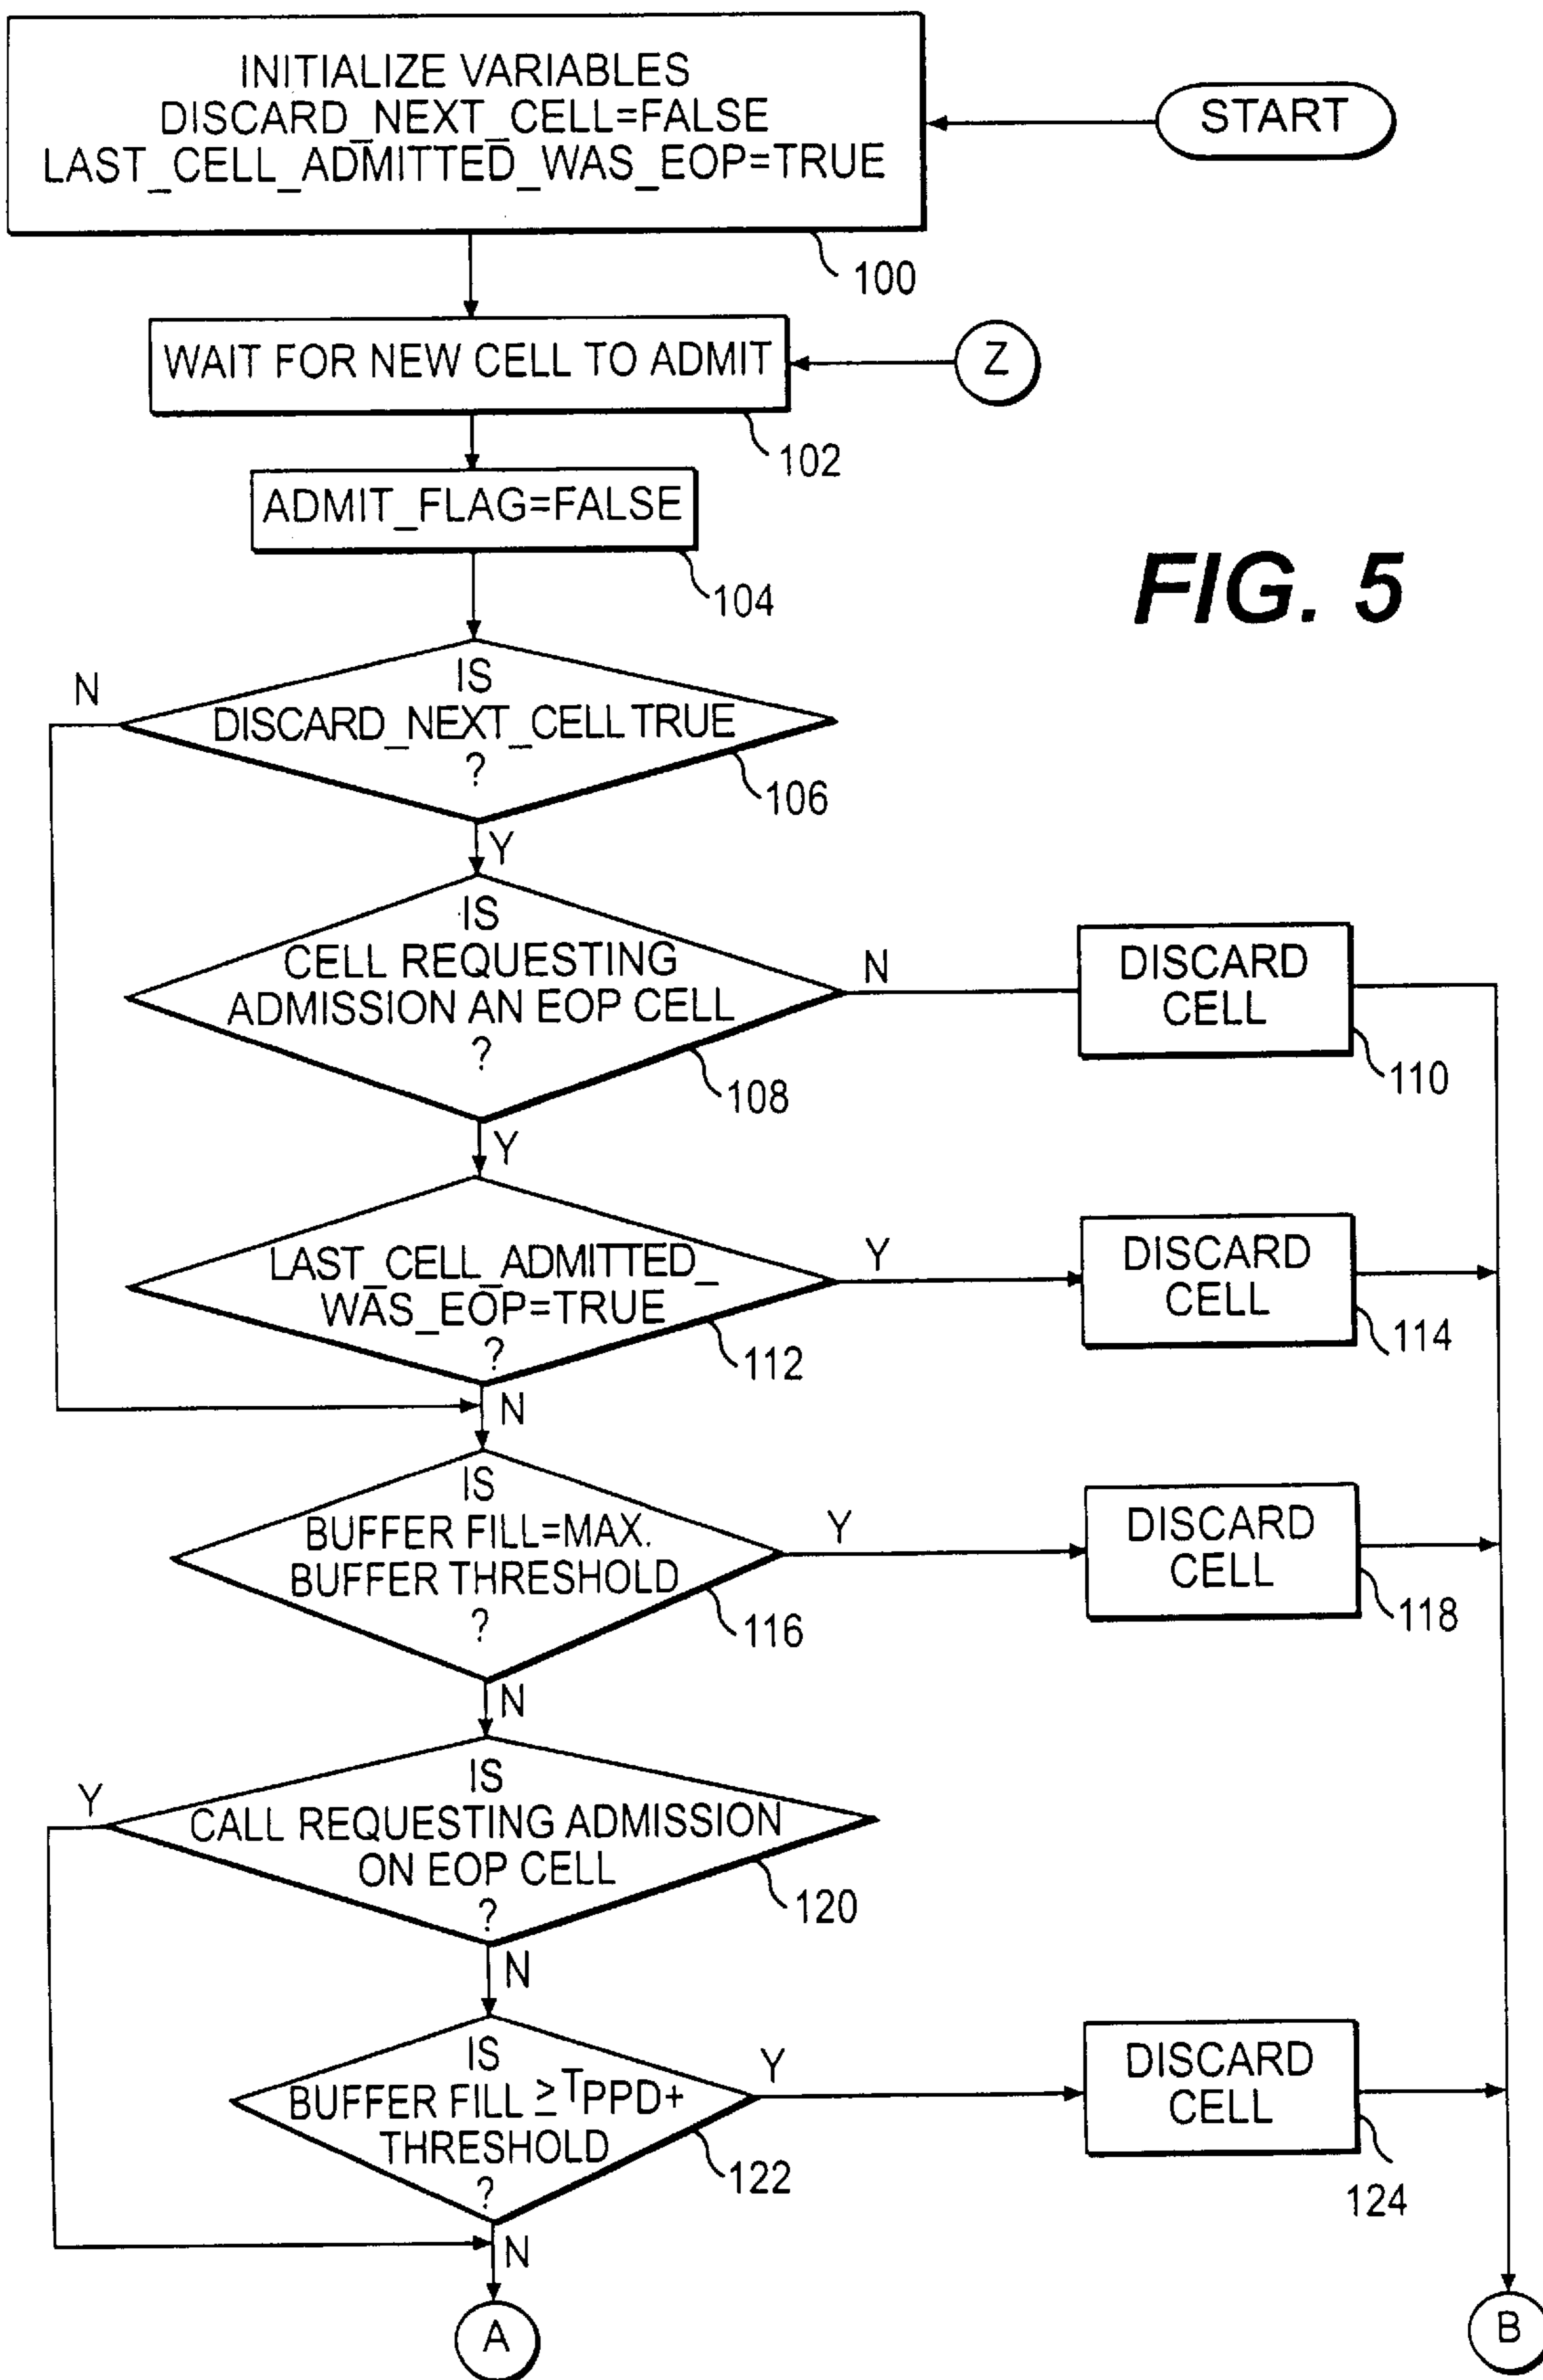 INITIALIZE VARIABLES
DISCARD_NEXT_CELL=FALSE
LAST_CELL_ADMITTED_WAS_EOP=TRUE
START
100
WAIT FOR NEW CELL TO ADMIT
Z
102
ADMIT_FLAG=FALSE
104
FIG. 5
IS
DISCARD_NEXT_CELL TRUE
?
N
106
Y
IS
CELL REQUESTING
ADMISSION AN EOP CELL
?
N
108
DISCARD
CELL
110
Y
LAST_CELL_ADMITTED_
WAS_EOP=TRUE
?
Y
112
DISCARD
CELL
114
N
IS
BUFFER FILL=MAX.
BUFFER THRESHOLD
?
Y
116
DISCARD
CELL
118
N
IS
CALL REQUESTING ADMISSION
ON EOP CELL
?
Y
120
N
IS
BUFFER FILL ≥ TPPD+
THRESHOLD
?
Y
122
DISCARD
CELL
124
N
A
B